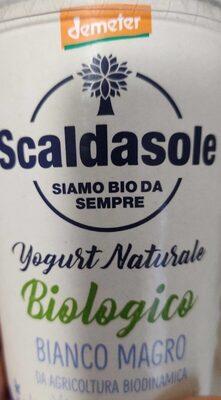 demeter
Scaldasole
SIAMO BIO DA
SEMPRE
Yogurt Naturale
Biologico
BIANCO MAGRO
DA AGRICOLTURA BIODINAMICA